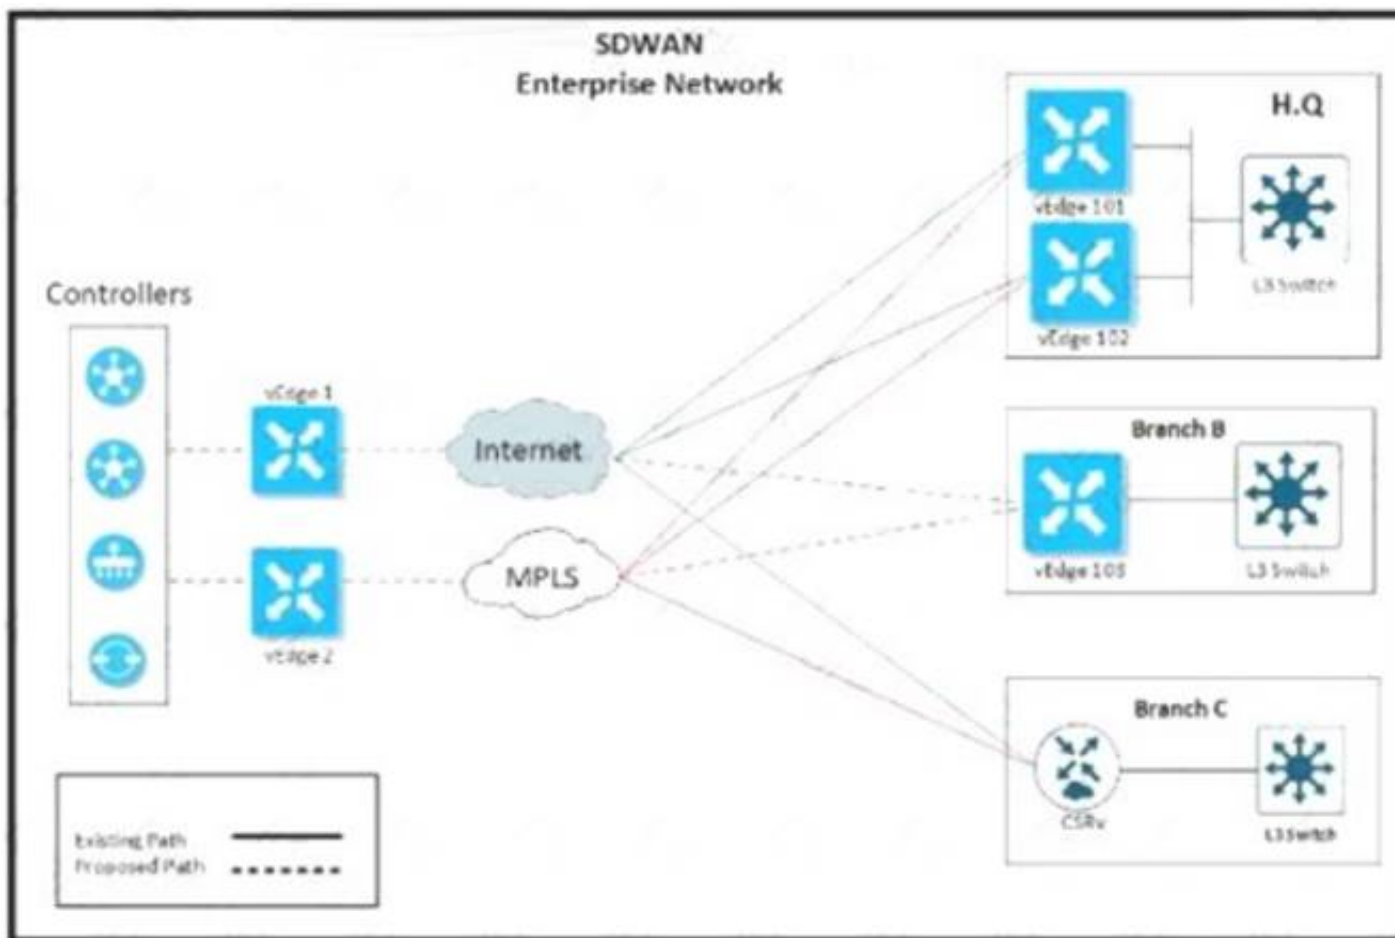 SDWAN
Enterprise Network
H.Q
vEdge 101
vEdge 102
L3 Switch
Controllers
vEdge 1
Internet
MPLS
vEdge 2
Branch B
vEdge 103
L3 Switch
Branch C
CSRv
L3 Switch
Existing Path
Proposed Path